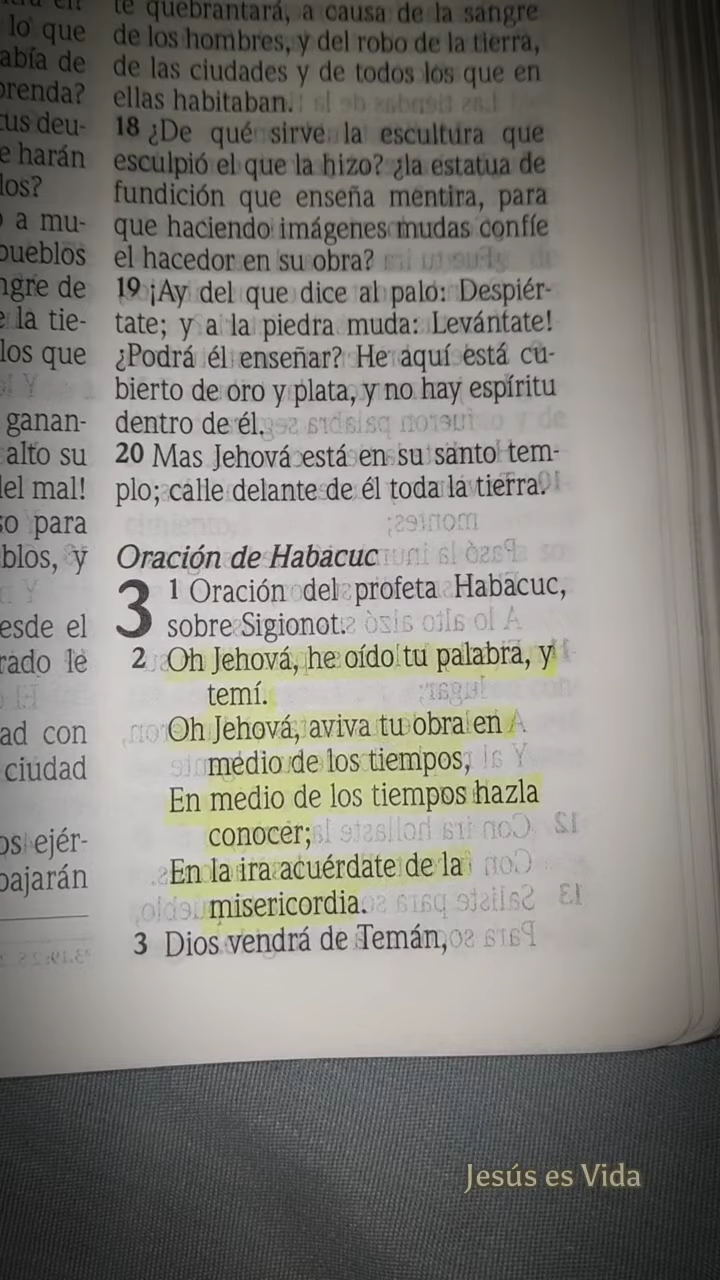 lo que
abía de
prenda?
tus deu-
e harán
los?
o a mu-
pueblos
ngre de
e la tie-
los que
ganan-
alto su
del mal!
so para
blos, y
esde el
rado le
ad con
ciudad
os ejér-
bajarán
te quebrantará, a causa de la sangre
de los hombres, y del robo de la tierra,
de las ciudades y de todos los que en
ellas habitaban.
18 ¿De qué sirve la escultura que
esculpió el que la hizo? ¿la estatua de
fundición que enseña mentira, para
que haciendo imágenes mudas confíe
el hacedor en su obra?
19 ¡Ay del que dice al palo: Despiér-
tate; y a la piedra muda: Levántate!
¿Podrá él enseñar? He aquí está cu-
bierto de oro y plata, y no hay espíritu
dentro de él.
20 Mas Jehová está en su santo tem-
plo; calle delante de él toda la tierra.
Oración de Habacuc
3 1 Oración del profeta Habacuc,
sobre Sigionot.
2 Oh Jehová, he oído tu palabra, y
temí.
Oh Jehová, aviva tu obra en
medio de los tiempos,
En medio de los tiempos hazla
conocer;
En la ira acuérdate de la
misericordia.
3 Dios vendrá de Temán,
Jesús es Vida